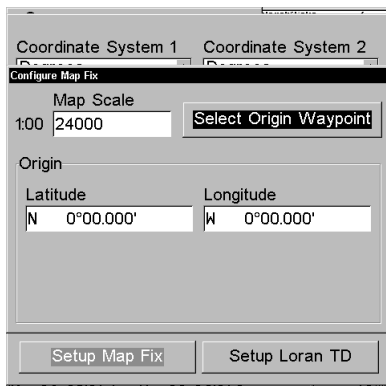 Coordinate System 1 Coordinate System 2
Configure Map Fix
Map Scale
1:00 24000 Select Origin Waypoint
Origin
Latitude Longitude
N 0°00.000' W 0°00.000'
Setup Map Fix Setup Loran TD